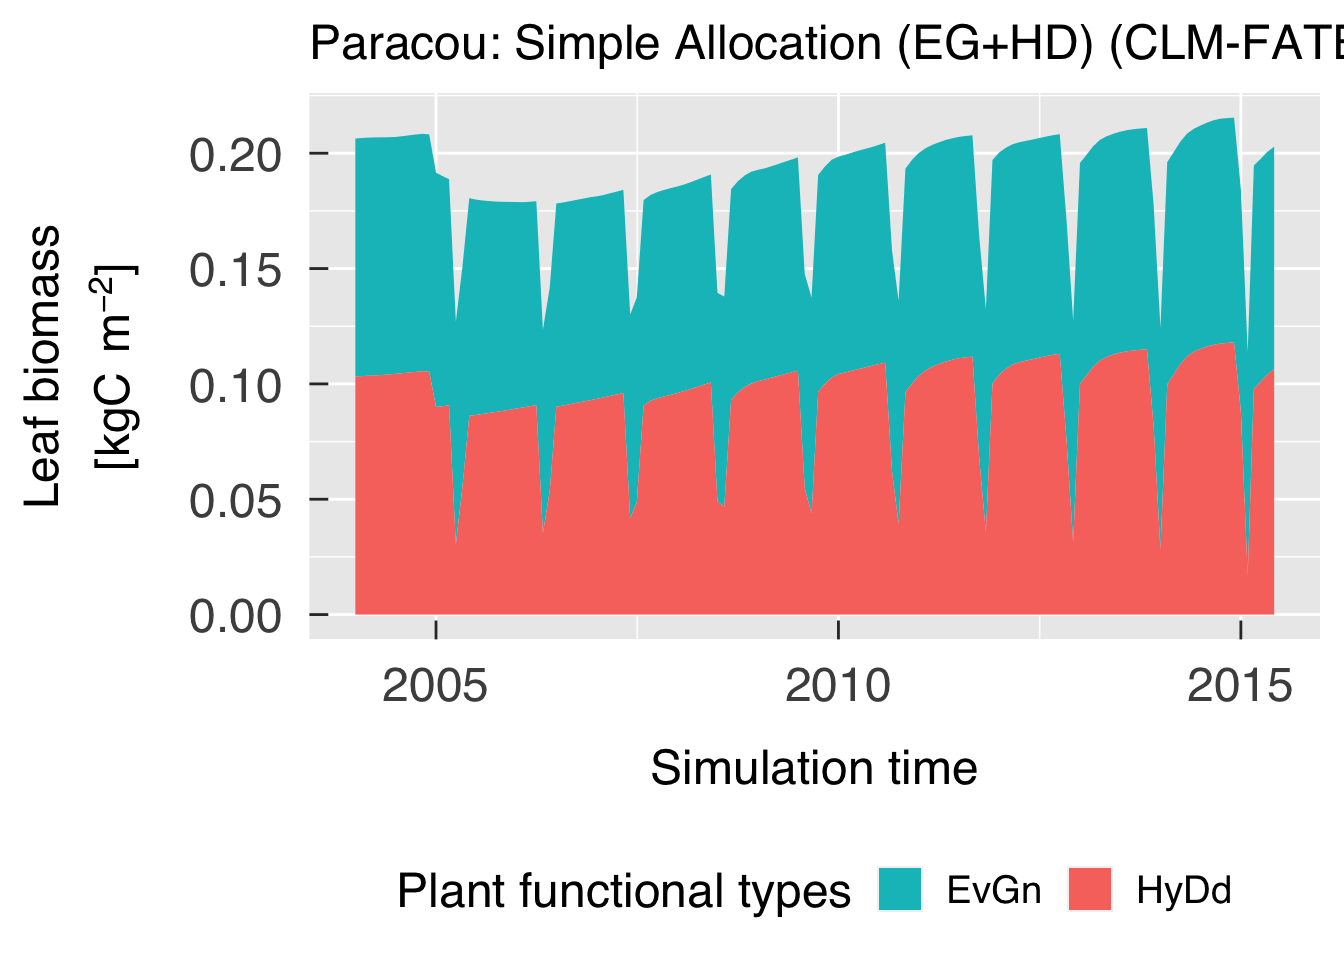 Paracou: Simple Allocation (EG+HD) (CLM-FATE
0.20
0.15
0.10
0.05
0.00
Leaf biomass
[kgC m⁻²]
2005 2010 2015
Simulation time
Plant functional types EvGn HyDd